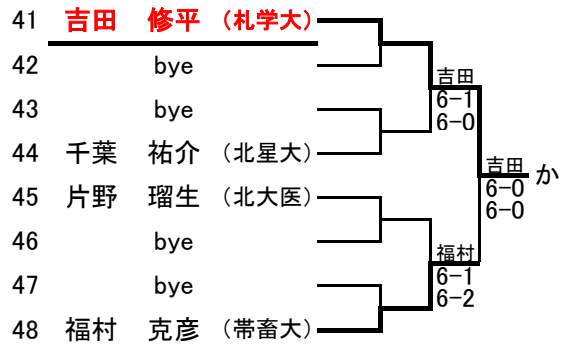 41 吉田 修平 (札学大)
42 bye
吉田
6-1
43 bye
6-0
44 千葉 祐介 (北星大)
吉田
か
6-0
45 片野 瑠生 (北大医)
6-0
46 bye
福村
6-1
47 bye
6-2
48 福村 克彦 (帯畜大)